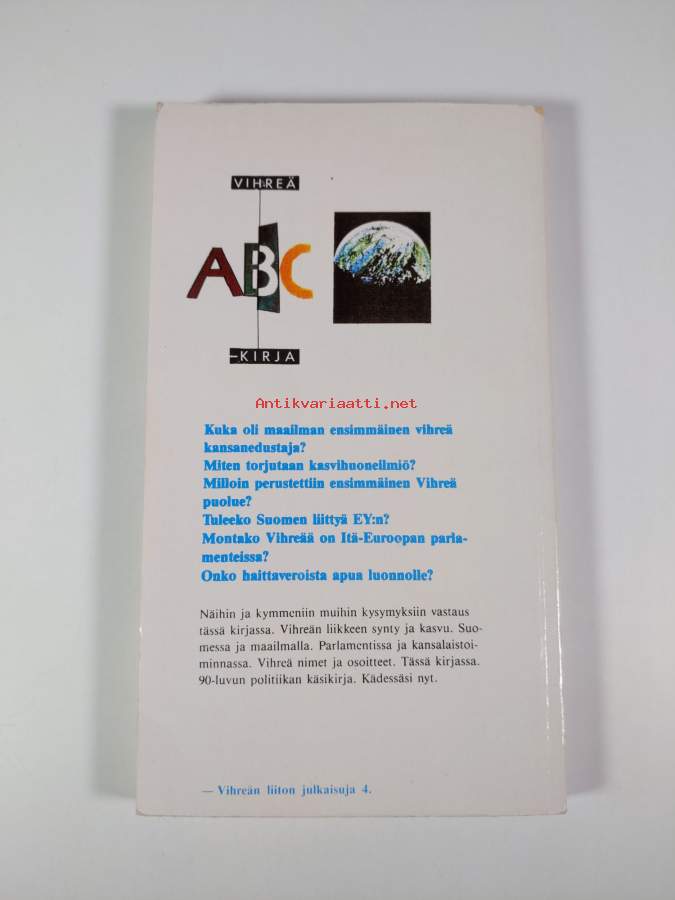 VIHREÄ
ABC
–KIRJA
Antikvariaatti.net
Kuka oli maailman ensimmäinen vihreä
kansanedustaja?
Miten torjutaan kasvihuoneilmiö?
Milloin perustettiin ensimmäinen Vihreä
puolue?
Tuleeko Suomen liittyä EY:n?
Montako Vihreää on Itä-Euroopan parla-
menteissa?
Onko haittaveroista apua luonnolle?
Näihin ja kymmeniin muihin kysymyksiin vastaus
tässä kirjassa. Vihreän liikkeen synty ja kasvu. Suo-
messa ja maailmalla. Parlamentissa ja kansalaistoi-
minnassa. Vihreä nimet ja osoitteet. Tässä kirjassa.
90-luvun politiikan käsikirja. Kädessäsi nyt.
— Vihreän liiton julkaisuja 4.